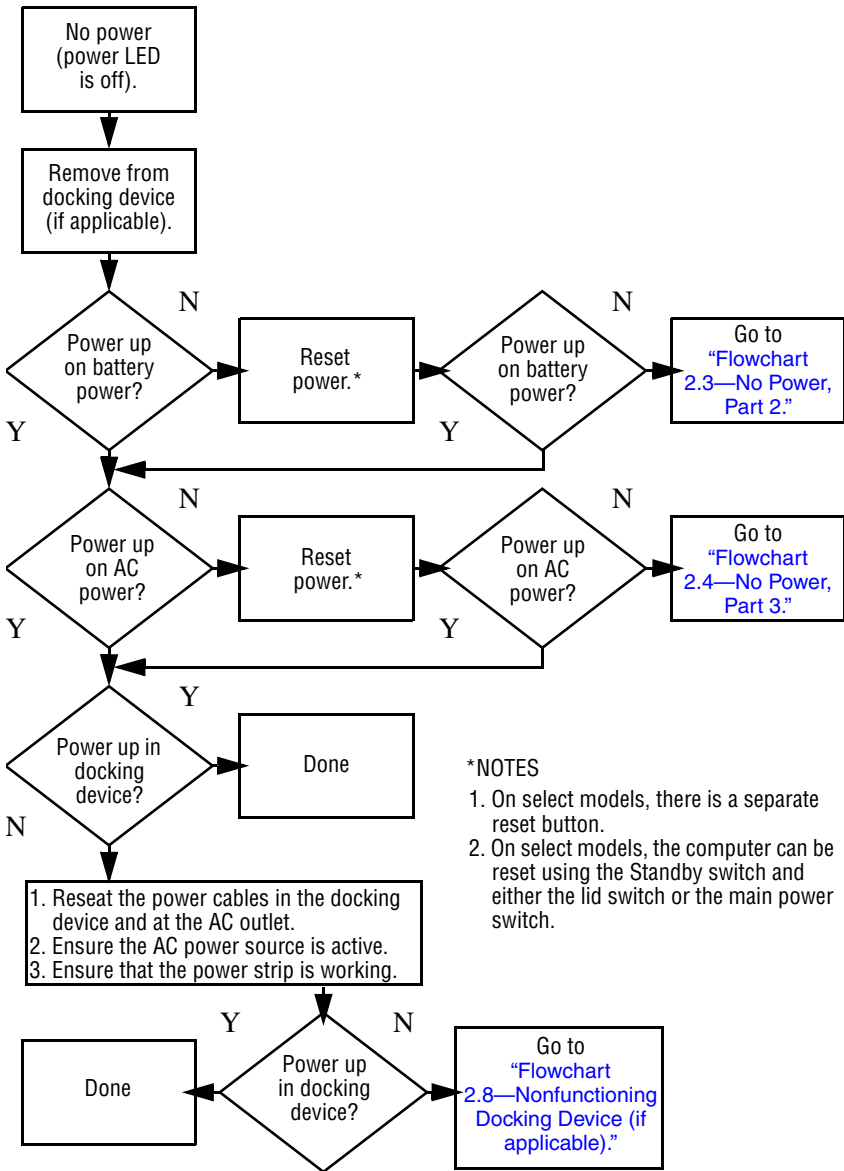 No power
(power LED
is off).
Remove from
docking device
(if applicable).
N
N
Power up
on battery
power?
Reset
power.*
Power up
on battery
power?
Go to
“Flowchart
2.3—No Power,
Part 2.”
Y
Y
N
N
Power up
on AC
power?
Reset
power.*
Power up
on AC
power?
Go to
“Flowchart
2.4—No Power,
Part 3.”
Y
Y
Y
Power up in
docking
device?
Done
N
*NOTES
1. On select models, there is a separate
reset button.
2. On select models, the computer can be
reset using the Standby switch and
either the lid switch or the main power
switch.
1. Reseat the power cables in the docking
device and at the AC outlet.
2. Ensure the AC power source is active.
3. Ensure that the power strip is working.
Y
N
Done
Power up
in docking
device?
Go to
“Flowchart
2.8—Nonfunctioning
Docking Device (if
applicable).”